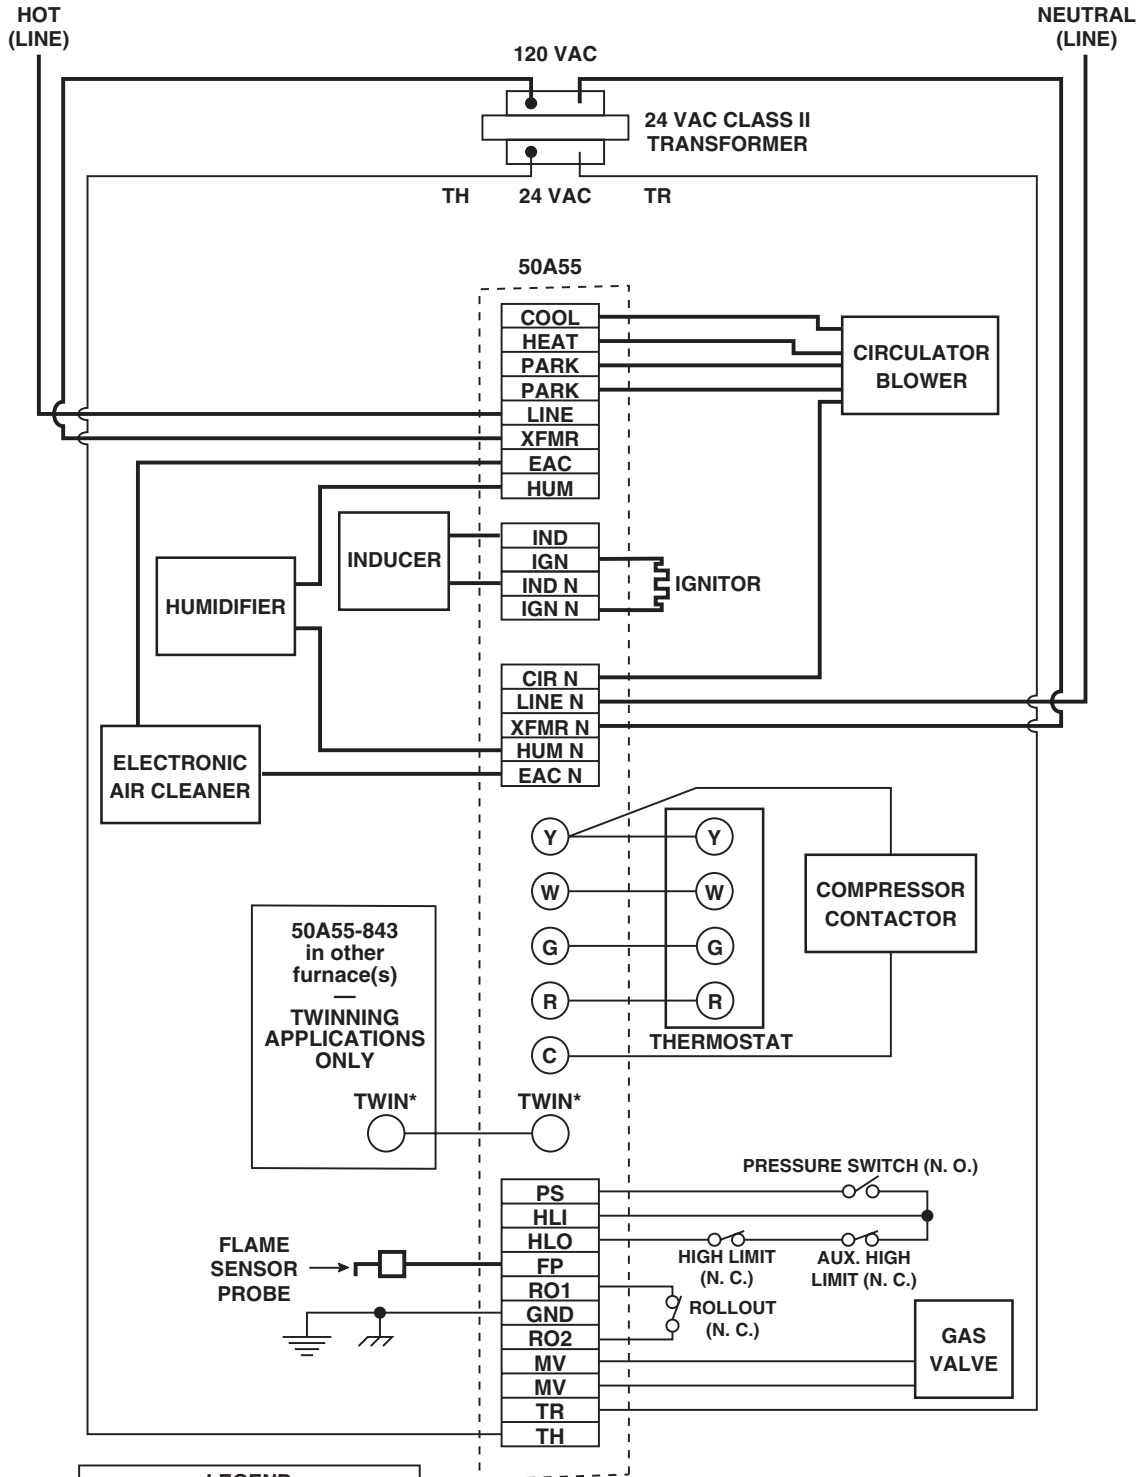 HOT
(LINE)
NEUTRAL
(LINE)
120 VAC
24 VAC CLASS II
TRANSFORMER
TH
24 VAC
TR
50A55
COOL
HEAT
PARK
PARK
LINE
XFMR
EAC
HUM
CIRCULATOR
BLOWER
IND
IGN
IND N
IGN N
INDUCER
HUMIDIFIER
IGNITOR
CIR N
LINE N
XFMR N
HUM N
EAC N
ELECTRONIC
AIR CLEANER
Y
W
G
R
C
Y
W
G
R
THERMOSTAT
COMPRESSOR
CONTACTOR
50A55-843
in other
furnace(s)
—
TWINNING
APPLICATIONS
ONLY
TWIN*
TWIN*
PRESSURE SWITCH (N. O.)
PS
HLI
HLO
FP
RO1
GND
RO2
MV
MV
TR
TH
FLAME
SENSOR
PROBE
HIGH LIMIT
(N. C.)
AUX. HIGH
LIMIT (N. C.)
ROLLOUT
(N. C.)
GAS
VALVE
LEGEND